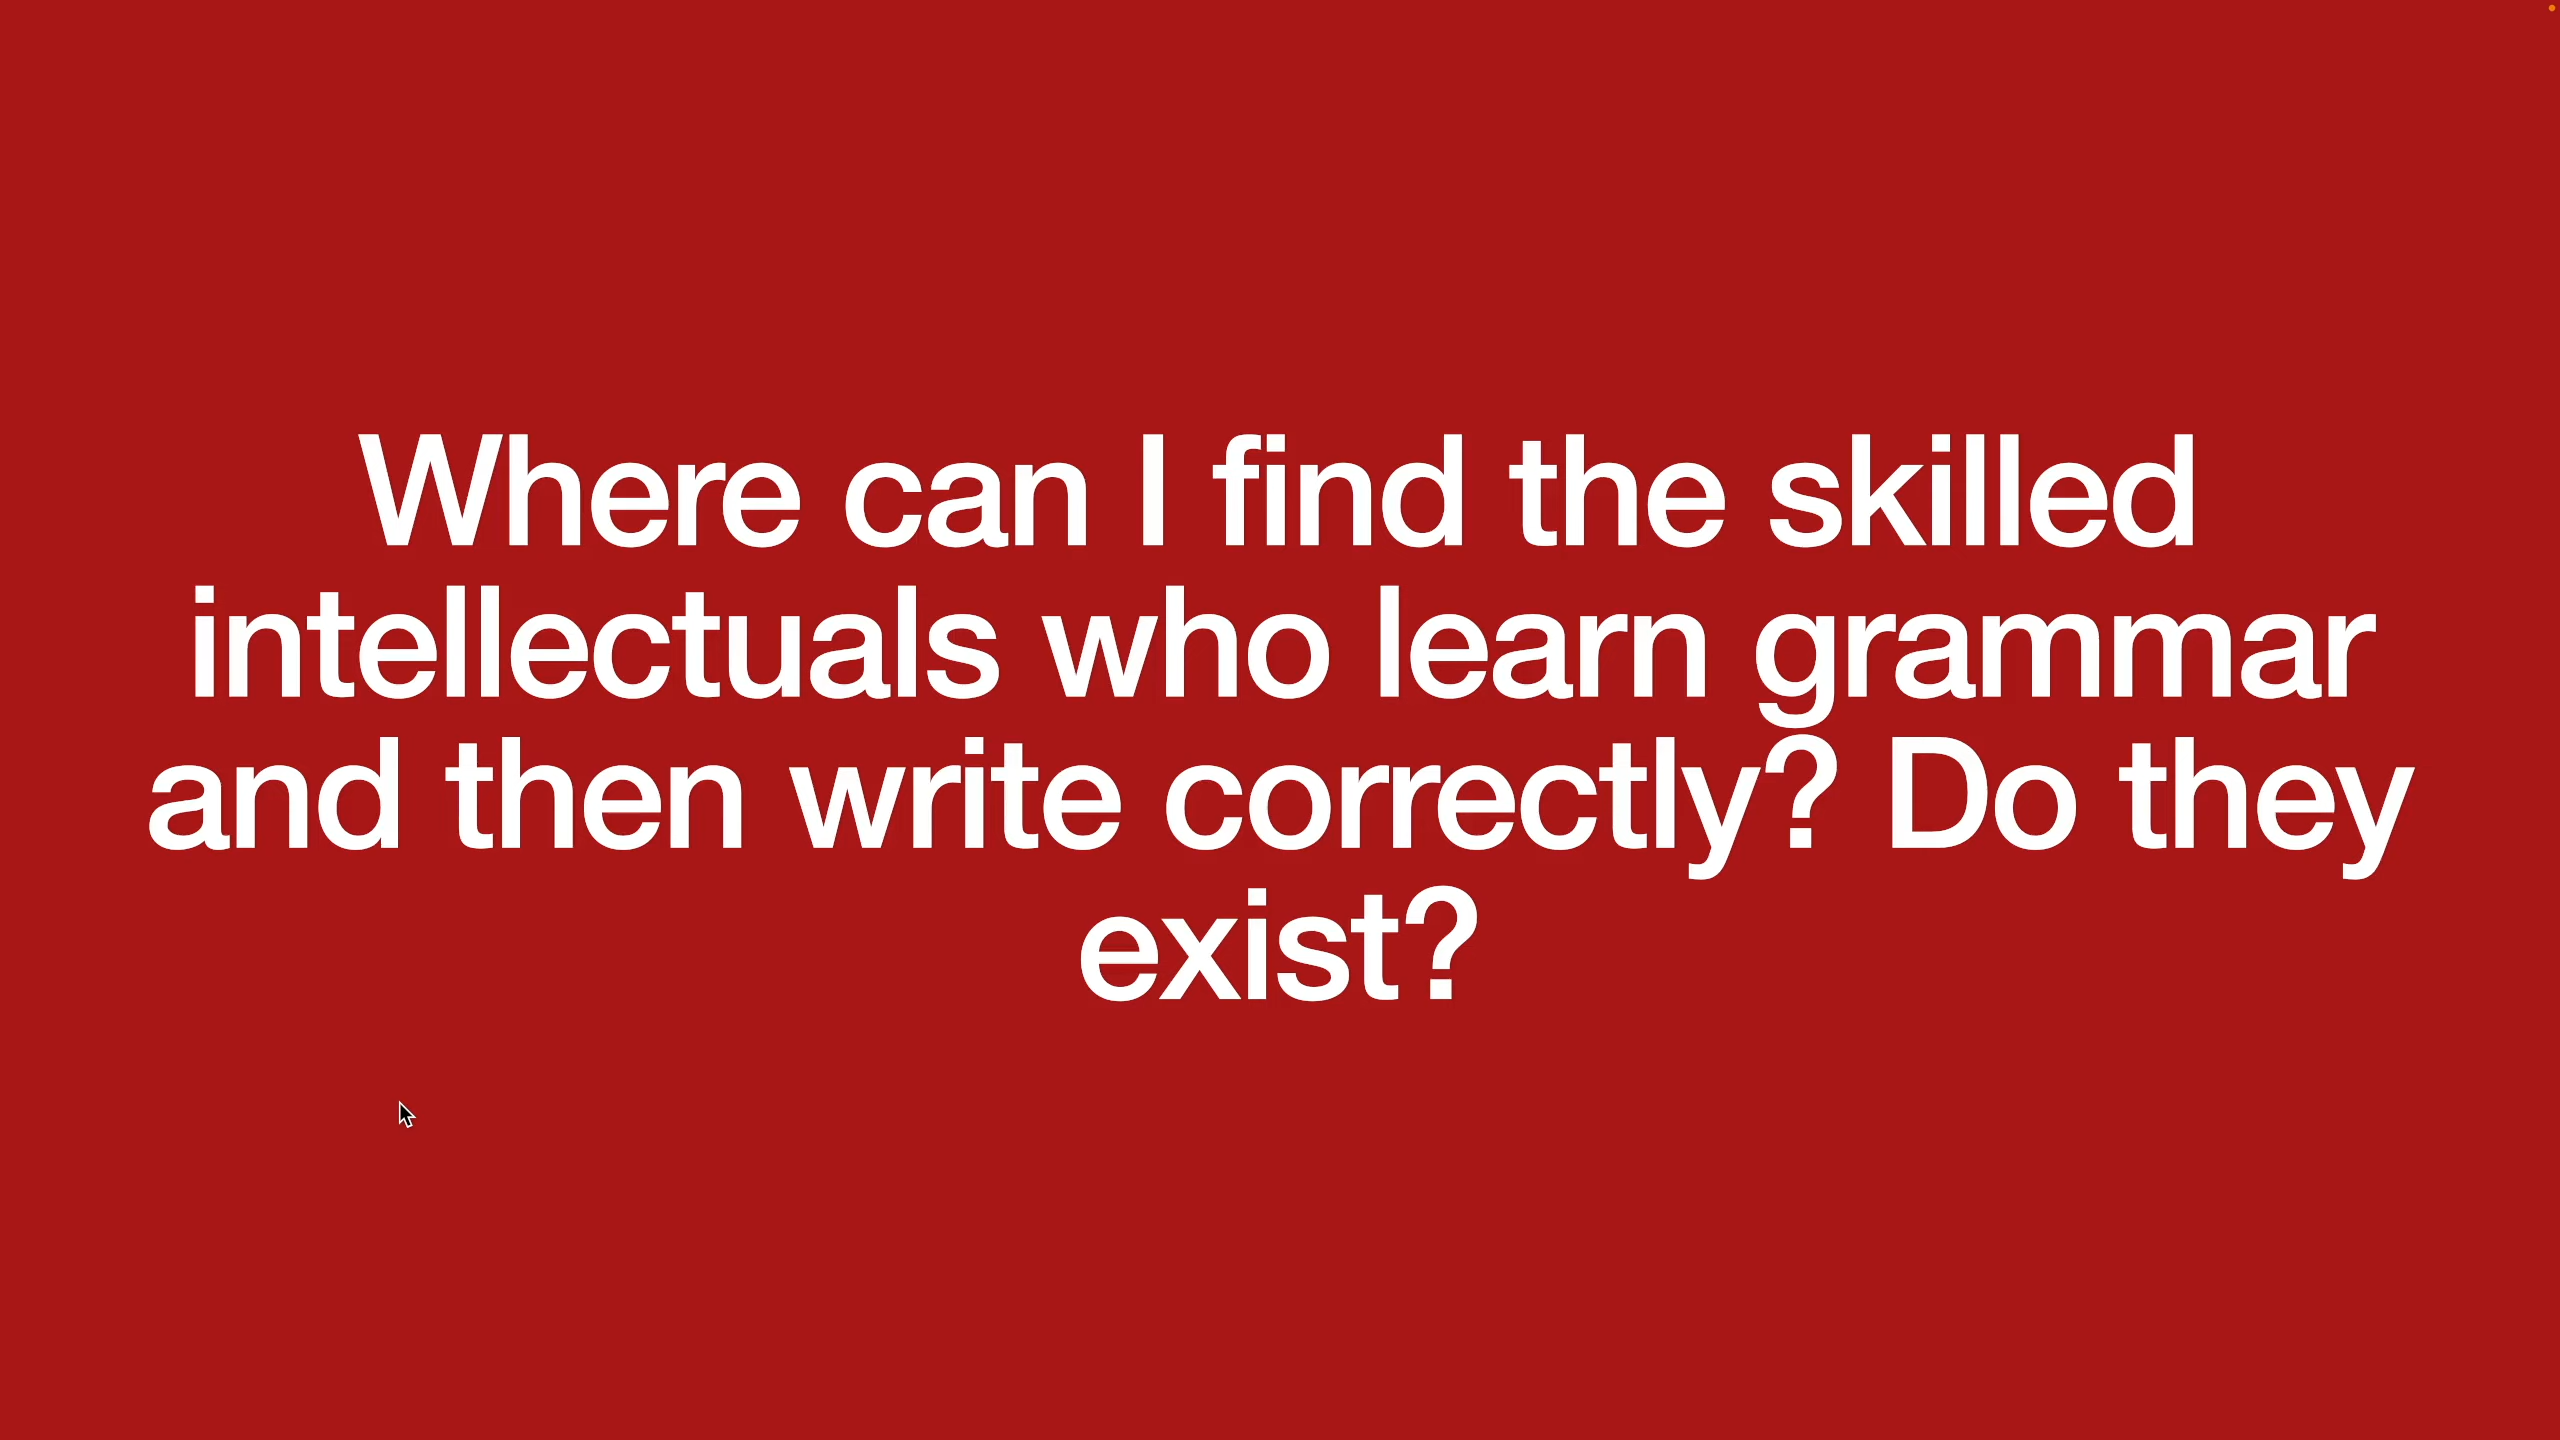 Where can I find the skilled
intellectuals who learn grammar
and then write correctly? Do they
exist?